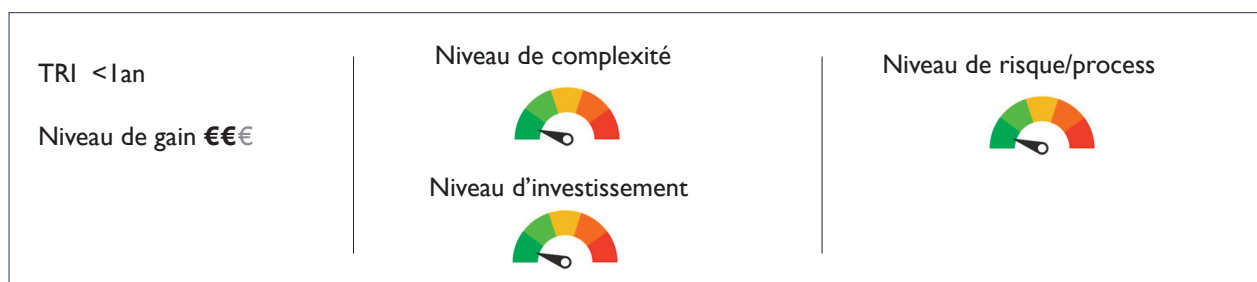 TRI <1an
Niveau de gain €€€
Niveau de complexité
Niveau d’investissement
Niveau de risque/process